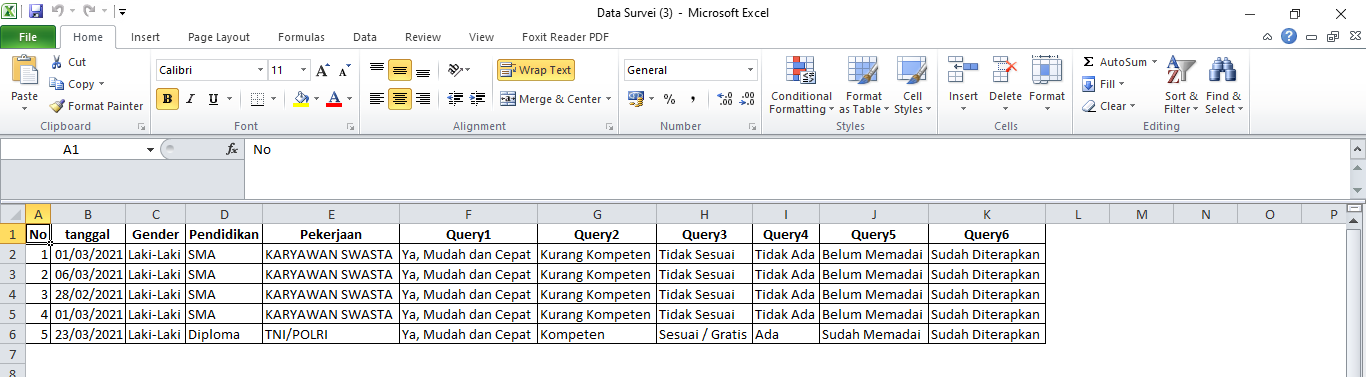 Data Survei (3) - Microsoft Excel
File Home Insert Page Layout Formulas Data Review View Foxit Reader PDF
Paste Cut Copy Format Painter Clipboard
Calibri 11 B I U A Font
Wrap Text Merge & Center Alignment
General % , Number
Conditional Formatting Format as Table Cell Styles Styles
Insert Delete Format Cells
Σ AutoSum Fill Clear Sort & Filter Find & Select Editing
A1 fx No
A B C D E F G H I J K L M N O P
1 No tanggal Gender Pendidikan Pekerjaan Query1 Query2 Query3 Query4 Query5 Query6
2 1 01/03/2021 Laki-Laki SMA KARYAWAN SWASTA Ya, Mudah dan Cepat Kurang Kompeten Tidak Sesuai Tidak Ada Belum Memadai Sudah Diterapkan
3 2 06/03/2021 Laki-Laki SMA KARYAWAN SWASTA Ya, Mudah dan Cepat Kurang Kompeten Tidak Sesuai Tidak Ada Belum Memadai Sudah Diterapkan
4 3 28/02/2021 Laki-Laki SMA KARYAWAN SWASTA Ya, Mudah dan Cepat Kurang Kompeten Tidak Sesuai Tidak Ada Belum Memadai Sudah Diterapkan
5 4 01/03/2021 Laki-Laki SMA KARYAWAN SWASTA Ya, Mudah dan Cepat Kurang Kompeten Tidak Sesuai Tidak Ada Belum Memadai Sudah Diterapkan
6 5 23/03/2021 Laki-Laki Diploma TNI/POLRI Ya, Mudah dan Cepat Kompeten Sesuai / Gratis Ada Sudah Memadai Sudah Diterapkan
7
8